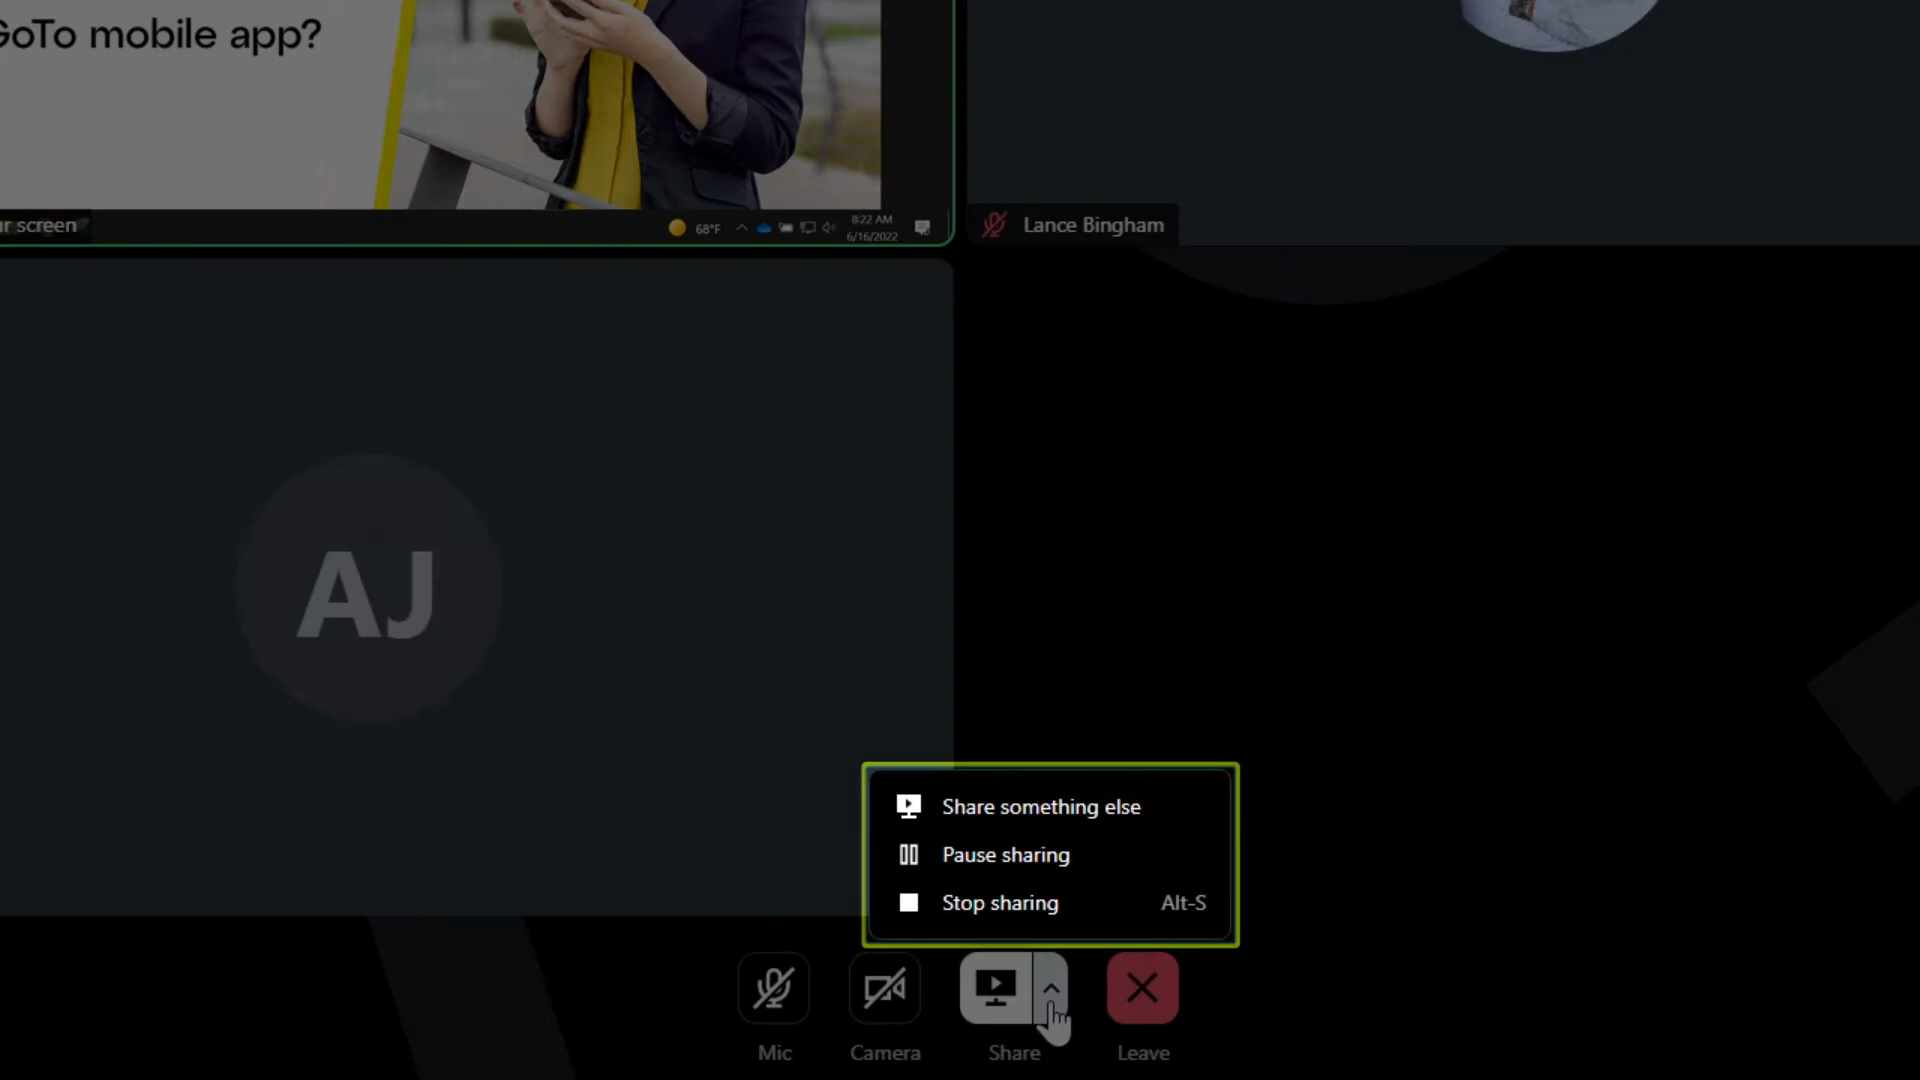 GoTo mobile app?
r screen
68°F
8:22 AM
6/16/2022
Lance Bingham
AJ
Share something else
Pause sharing
Stop sharing Alt-S
Mic Camera Share Leave